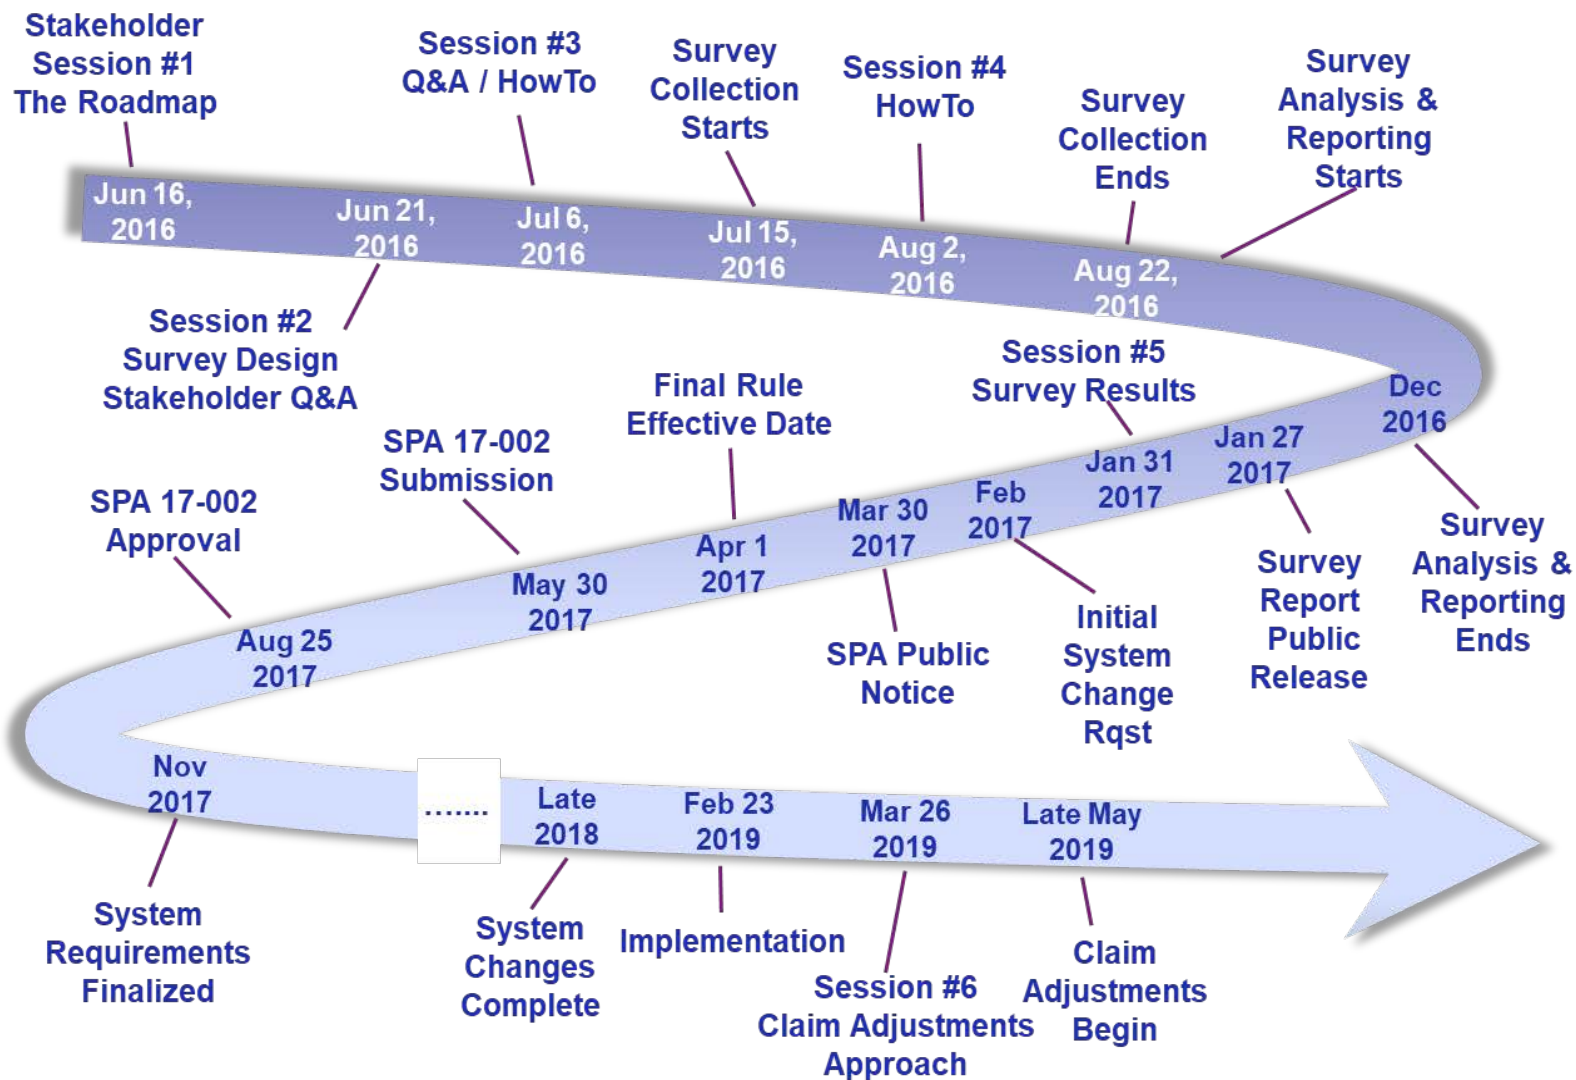 Stakeholder
Session #1
The Roadmap
Session #3
Q&A / HowTo
Survey
Collection
Starts
Session #4
HowTo
Survey
Collection
Ends
Survey
Analysis &
Reporting
Starts
Jun 16,
2016
Jun 21,
2016
Jul 6,
2016
Jul 15,
2016
Aug 2,
2016
Aug 22,
2016
Session #2
Survey Design
Stakeholder Q&A
SPA 17-002
Approval
SPA 17-002
Submission
Final Rule
Effective Date
Session #5
Survey Results
Dec
2016
Jan 27
2017
Jan 31
2017
Feb
2017
Mar 30
2017
Apr 1
2017
May 30
2017
Aug 25
2017
SPA Public
Notice
Initial
System
Change
Rqst
Survey
Report
Public
Release
Survey
Analysis &
Reporting
Ends
Nov
2017
.......
Late
2018
Feb 23
2019
Mar 26
2019
Late May
2019
System
Requirements
Finalized
System
Changes
Complete
Implementation
Session #6
Claim Adjustments
Approach
Claim
Adjustments
Begin